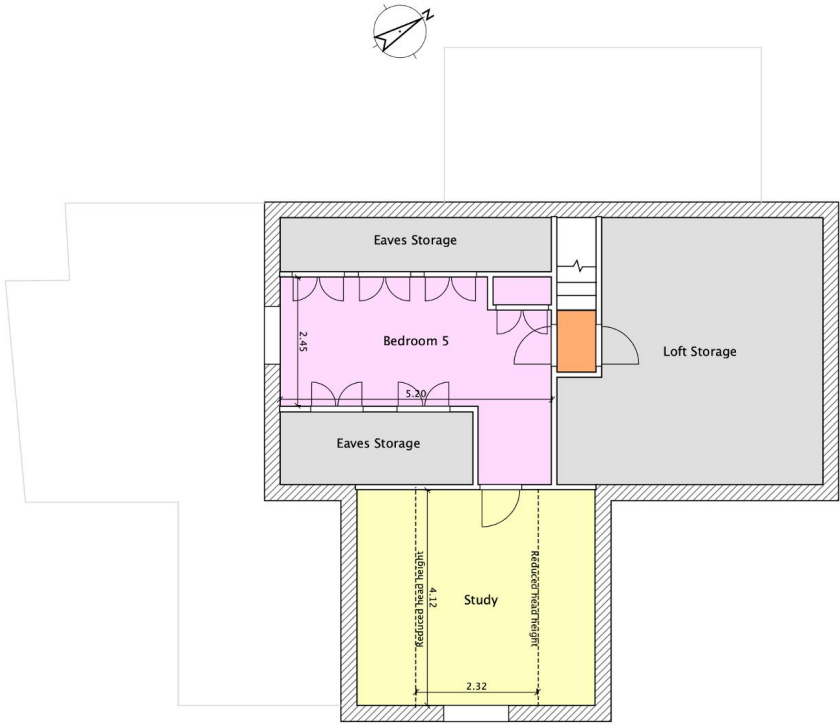 N
Eaves Storage
Bedroom 5
2.45
Loft Storage
5.20
Eaves Storage
Reduced head height
4.12
Study
Reduced head height
2.32